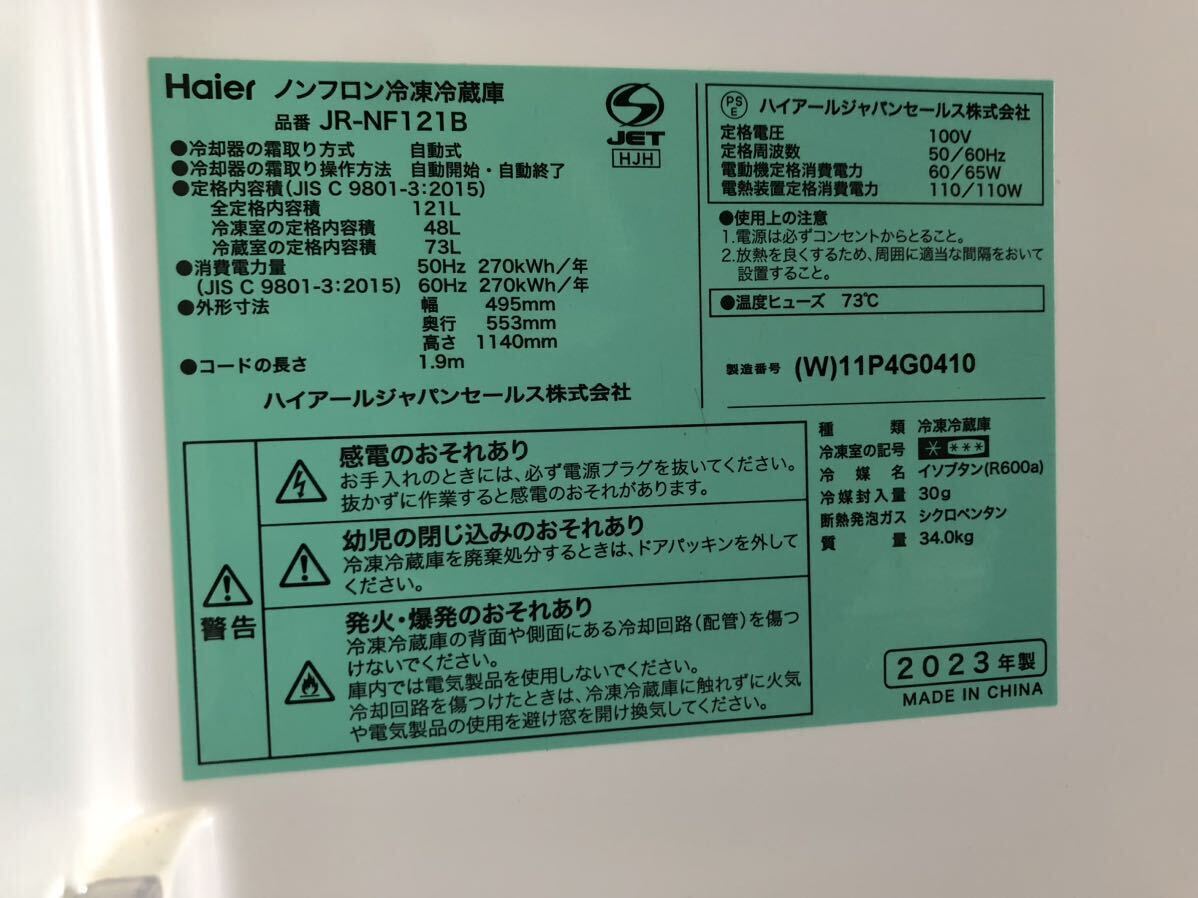 Haier ノンフロン冷凍冷蔵庫
品番 JR-NF121B
●冷却器の霜取り方式 自動式
●冷却器の霜取り操作方法 自動開始・自動終了
●定格内容積(JIS C 9801-3:2015)
全定格内容積 121L
冷凍室の定格内容積 48L
冷蔵室の定格内容積 73L
●消費電力量 50Hz 270kWh/年
(JIS C 9801-3:2015) 60Hz 270kWh/年
●外形寸法 幅 495mm
奥行 553mm
高さ 1140mm
●コードの長さ 1.9m
ハイアールジャパンセールス株式会社
S
JET
HJH
PS
E
ハイアールジャパンセールス株式会社
定格電圧 100V
定格周波数 50/60Hz
電動機定格消費電力 60/65W
電熱装置定格消費電力 110/110W
●使用上の注意
1.電源は必ずコンセントからとること。
2.放熱を良くするため、周囲に適当な間隔をおいて
設置すること。
●温度ヒューズ 73℃
製造番号 (W)11P4G0410
警告
感電のおそれあり
お手入れのときには、必ず電源プラグを抜いてください。
抜かずに作業すると感電のおそれがあります。
幼児の閉じ込みのおそれあり
冷凍冷蔵庫を廃棄処分するときは、ドアパッキンを外して
ください。
発火・爆発のおそれあり
冷凍冷蔵庫の背面や側面にある冷却回路(配管)を傷つ
けないでください。
庫内では電気製品を使用しないでください。
冷却回路を傷つけたときは、冷凍冷蔵庫に触れずに火気
や電気製品の使用を避け窓を開け換気してください。
種類 冷凍冷蔵庫
冷凍室の記号 * ***
冷媒名 イソブタン(R600a)
冷媒封入量 30g
断熱発泡ガス シクロペンタン
質量 34.0kg
2023年製
MADE IN CHINA